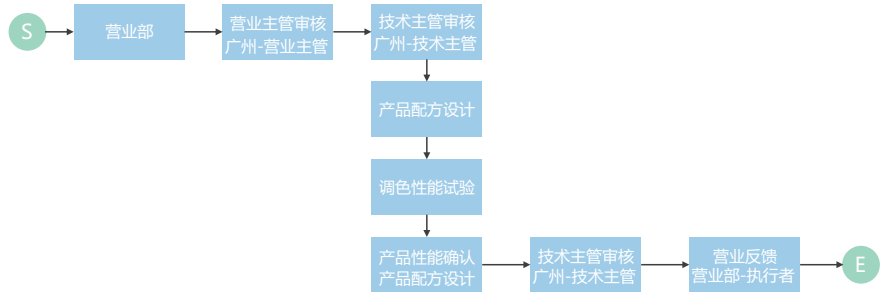 S
营业部
营业主管审核
广州-营业主管
技术主管审核
广州-技术主管
产品配方设计
调色性能试验
产品性能确认
产品配方设计
技术主管审核
广州-技术主管
营业反馈
营业部-执行者
E